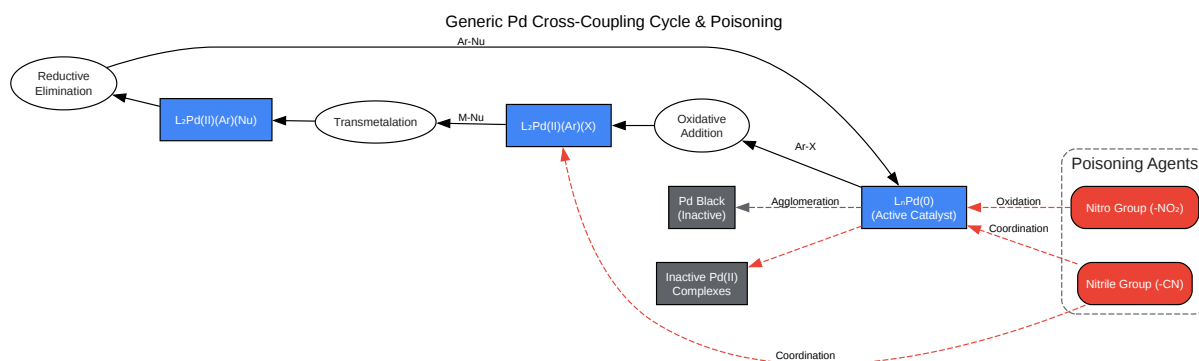 Generic Pd Cross-Coupling Cycle & Poisoning
Ar-Nu
Reductive
Elimination
L₂Pd(II)(Ar)(Nu)
Transmetalation
M-Nu
L₂Pd(II)(Ar)(X)
Oxidative
Addition
Ar-X
Poisoning Agents
Pd Black
(Inactive)
Agglomeration
LₙPd(0)
(Active Catalyst)
Oxidation
Nitro Group (-NO₂)
Coordination
Inactive Pd(II)
Complexes
Nitrile Group (-CN)
Coordination